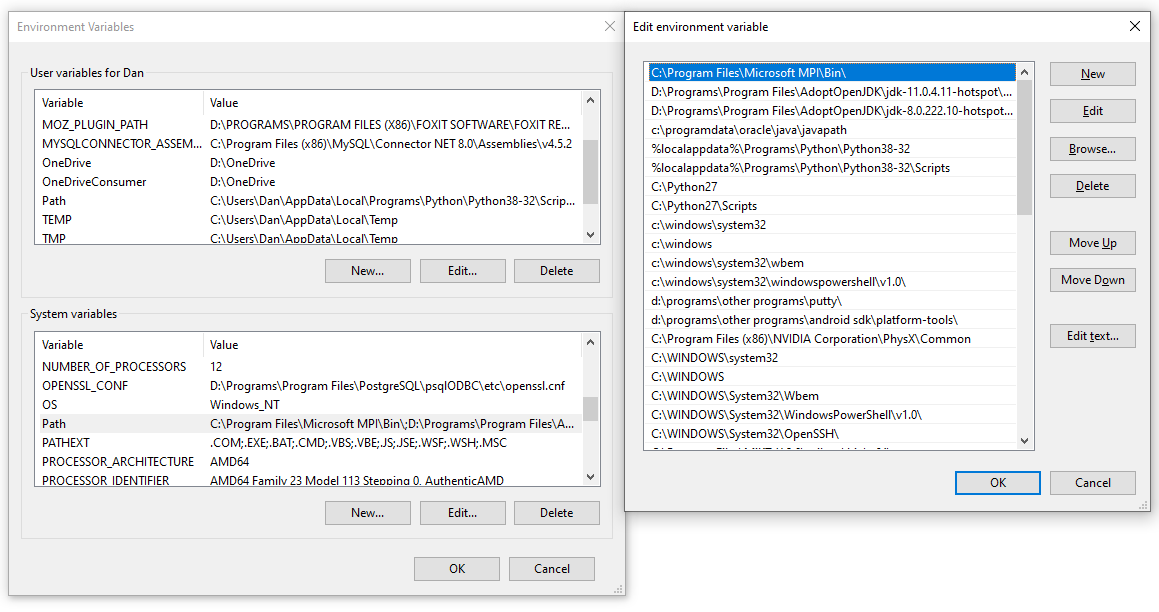 Environment Variables
User variables for Dan
Variable Value
MOZ_PLUGIN_PATH D:\PROGRAMS\PROGRAM FILES (X86)\FOXIT SOFTWARE\FOXIT RE...
MYSQLCONNECTOR_ASSEM... C:\Program Files (x86)\MySQL\Connector NET 8.0\Assemblies\v4.5.2
OneDrive D:\OneDrive
OneDriveConsumer D:\OneDrive
Path C:\Users\Dan\AppData\Local\Programs\Python\Python38-32\Scrip...
TEMP C:\Users\Dan\AppData\Local\Temp
TMP C:\Users\Dan\AppData\Local\Temp
New... Edit... Delete
System variables
Variable Value
NUMBER_OF_PROCESSORS 12
OPENSSL_CONF D:\Programs\Program Files\PostgreSQL\psqlODBC\etc\openssl.cnf
OS Windows_NT
Path C:\Program Files\Microsoft MPI\Bin\;D:\Programs\Program Files\A...
PATHEXT .COM;.EXE;.BAT;.CMD;.VBS;.VBE;.JS;.JSE;.WSF;.WSH;.MSC
PROCESSOR_ARCHITECTURE AMD64
PROCESSOR_IDENTIFIER AMD64 Family 23 Model 113 Stepping 0, AuthenticAMD
New... Edit... Delete
OK Cancel
Edit environment variable
C:\Program Files\Microsoft MPI\Bin\
D:\Programs\Program Files\AdoptOpenJDK\jdk-11.0.4.11-hotspot\...
D:\Programs\Program Files\AdoptOpenJDK\jdk-8.0.222.10-hotspot...
c:\programdata\oracle\java\javapath
%localappdata%\Programs\Python\Python38-32
%localappdata%\Programs\Python\Python38-32\Scripts
C:\Python27
C:\Python27\Scripts
c:\windows\system32
c:\windows
c:\windows\system32\wbem
c:\windows\system32\windowspowershell\v1.0\
d:\programs\other programs\putty\
d:\programs\other programs\android sdk\platform-tools\
C:\Program Files (x86)\NVIDIA Corporation\PhysX\Common
C:\WINDOWS\system32
C:\WINDOWS
C:\WINDOWS\System32\Wbem
C:\WINDOWS\System32\WindowsPowerShell\v1.0\
C:\WINDOWS\System32\OpenSSH\
New
Edit
Browse...
Delete
Move Up
Move Down
Edit text...
OK Cancel